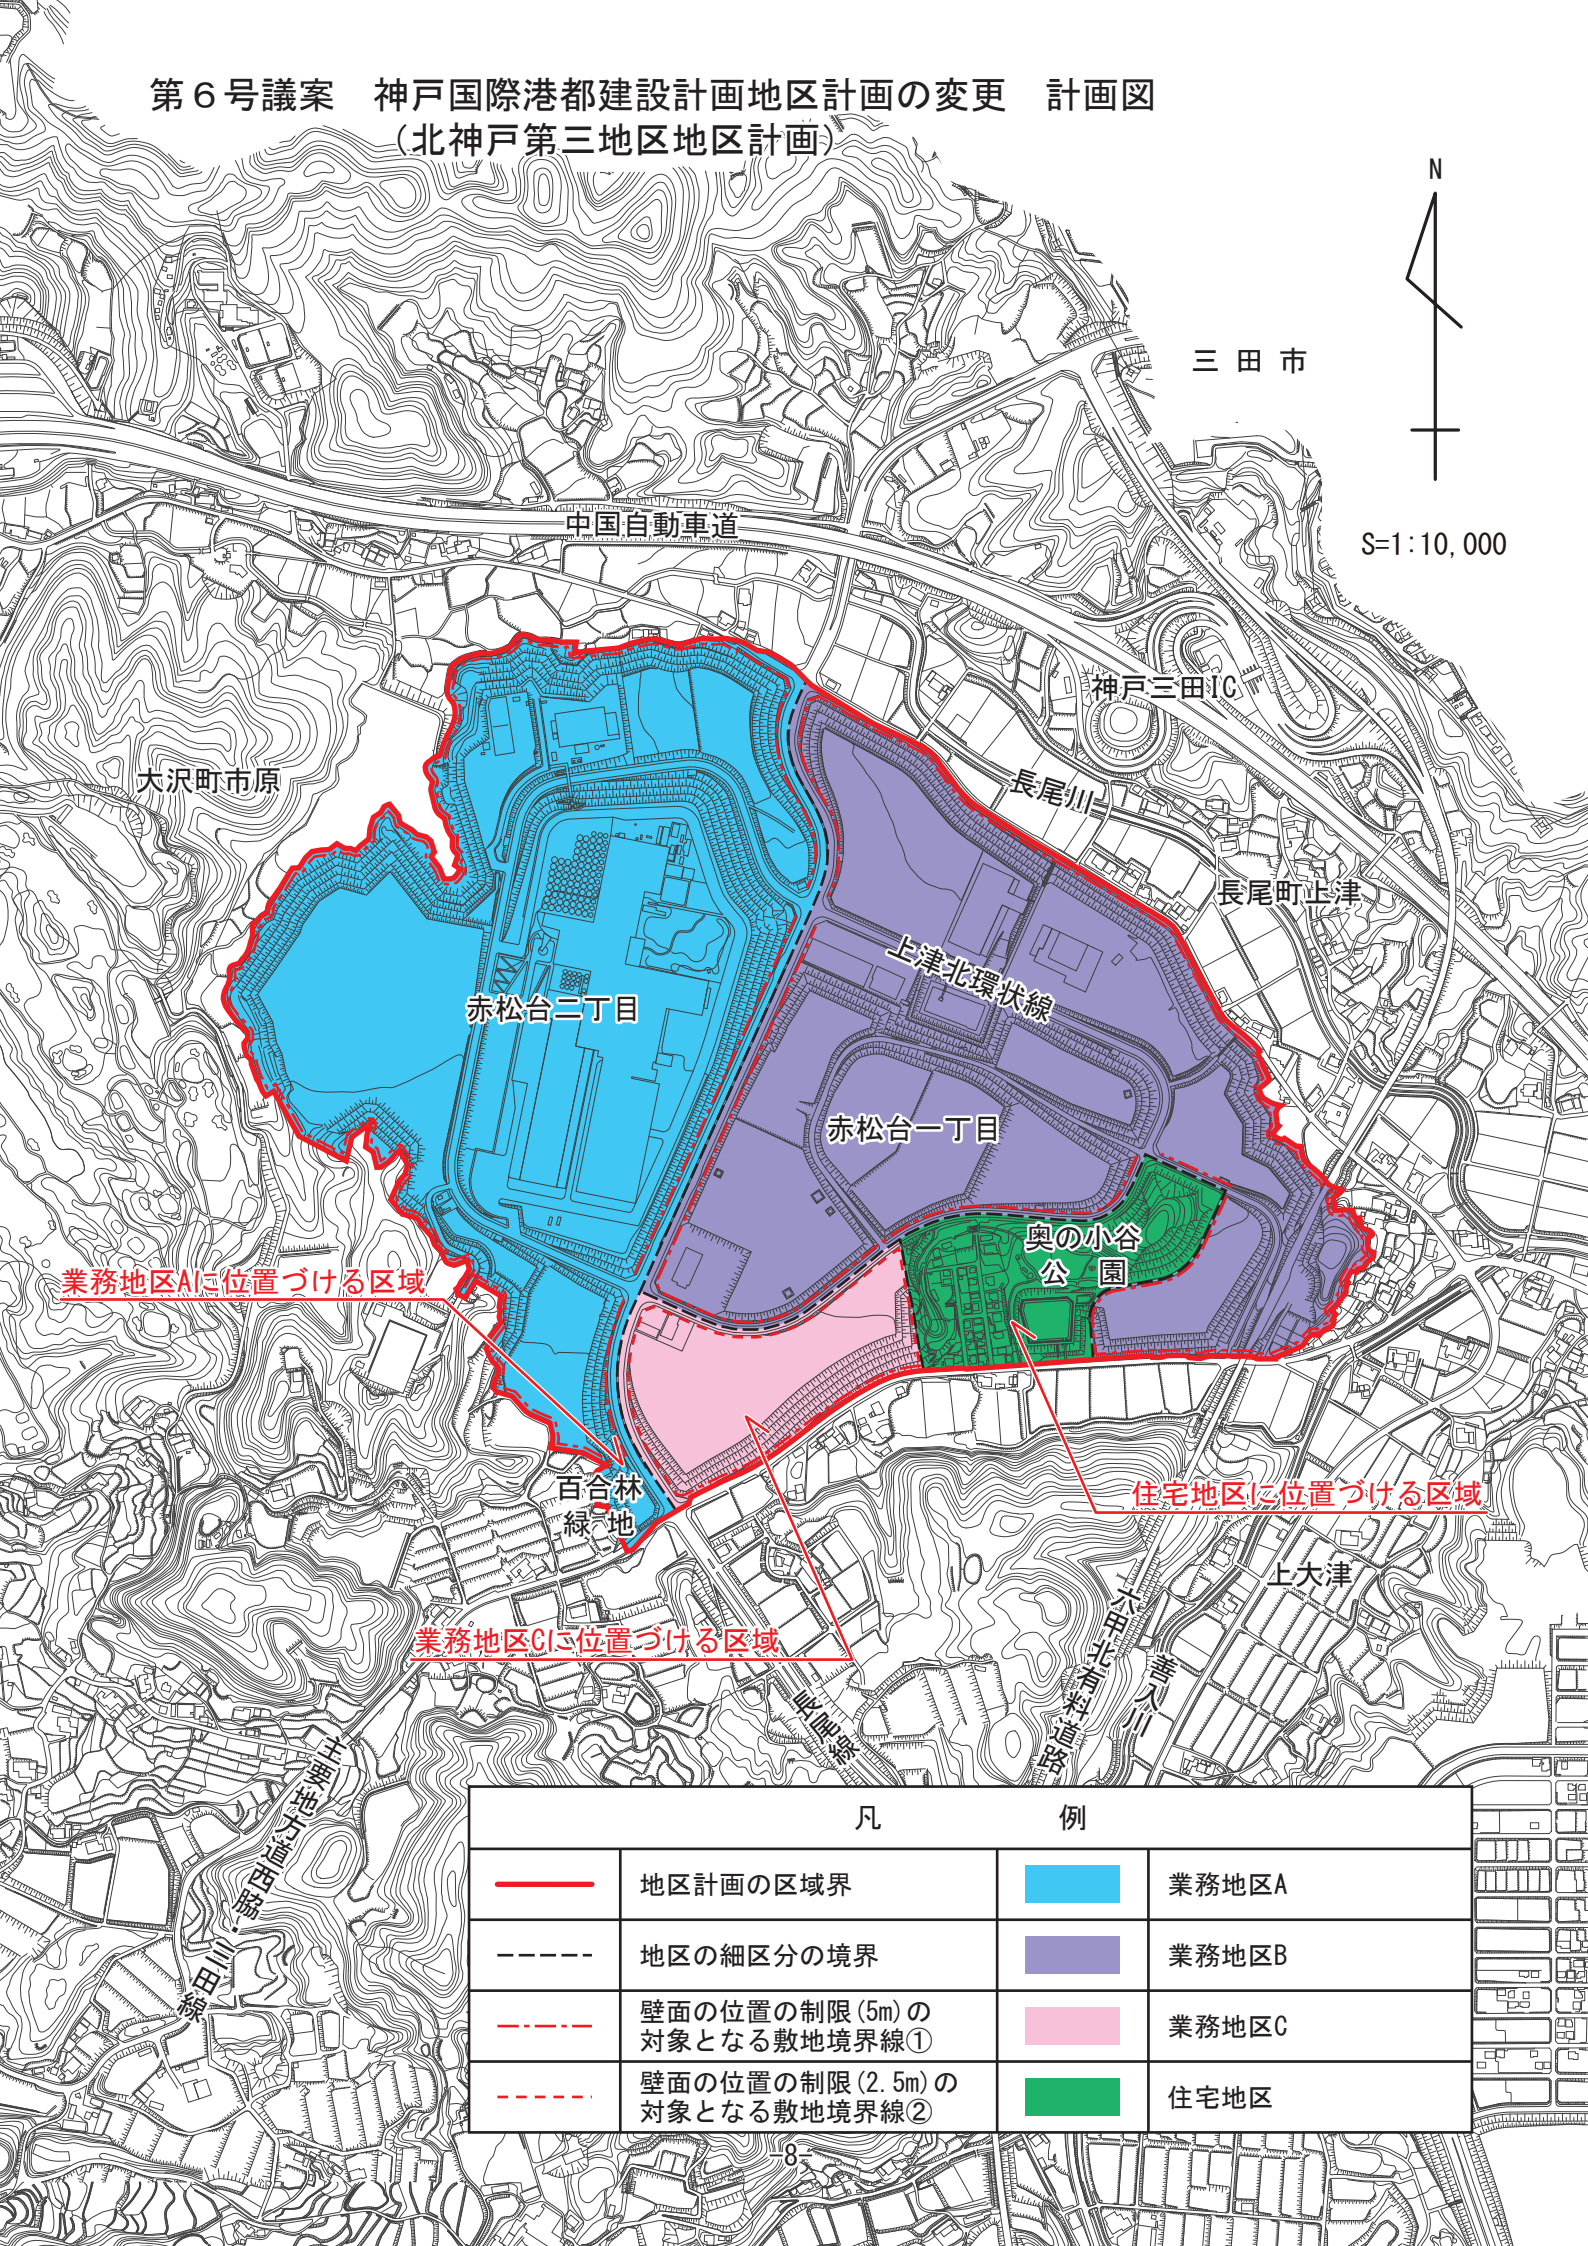 第６号議案　神戸国際港都建設計画地区計画の変更　計画図
（北神戸第三地区地区計画）
N
三 田 市
S=1:10,000
中国自動車道
神戸三田IC
大沢町市原
長尾川
長尾町上津
上津北環状線
赤松台二丁目
赤松台一丁目
奥の小谷
公　園
業務地区Aに位置づける区域
百合林
緑　地
住宅地区に位置づける区域
上大津
業務地区Cに位置づける区域
六甲北有料道路
善入川
長尾線
主要地方道西脇・三田線
凡　例
地区計画の区域界
業務地区A
地区の細区分の境界
業務地区B
壁面の位置の制限(5m)の
対象となる敷地境界線①
業務地区C
壁面の位置の制限(2.5m)の
対象となる敷地境界線②
住宅地区
-8-